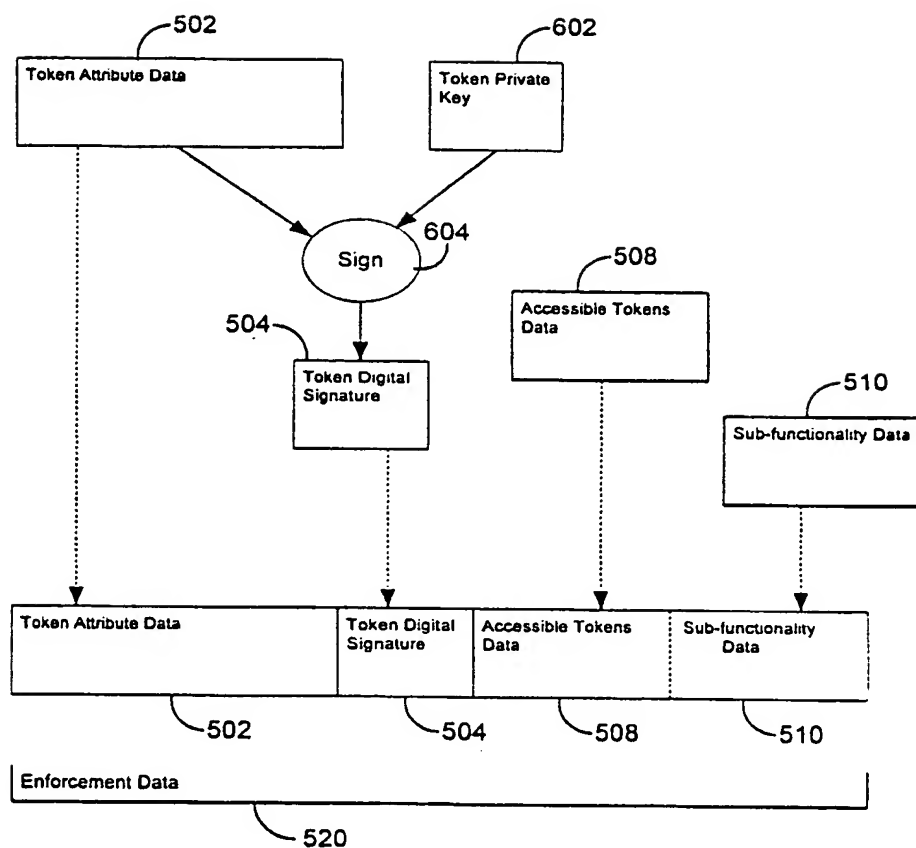 502
602
Token Attribute Data
Token Private
Key
604
Sign
508
Accessible Tokens
Data
504
Token Digital
Signature
510
Sub-functionality Data
Token Attribute Data
Token Digital
Signature
Accessible Tokens
Data
Sub-functionality
Data
502
504
508
510
Enforcement Data
520